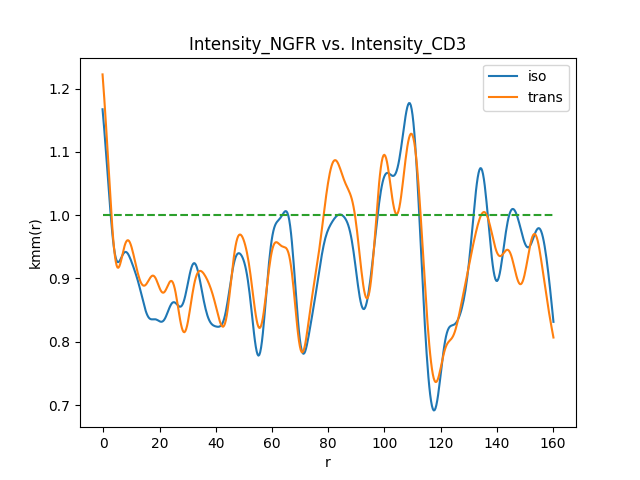 Intensity_NGFR vs. Intensity_CD3
iso
trans
kmm(r)
1.2
1.1
1.0
0.9
0.8
0.7
0 20 40 60 80 100 120 140 160
r